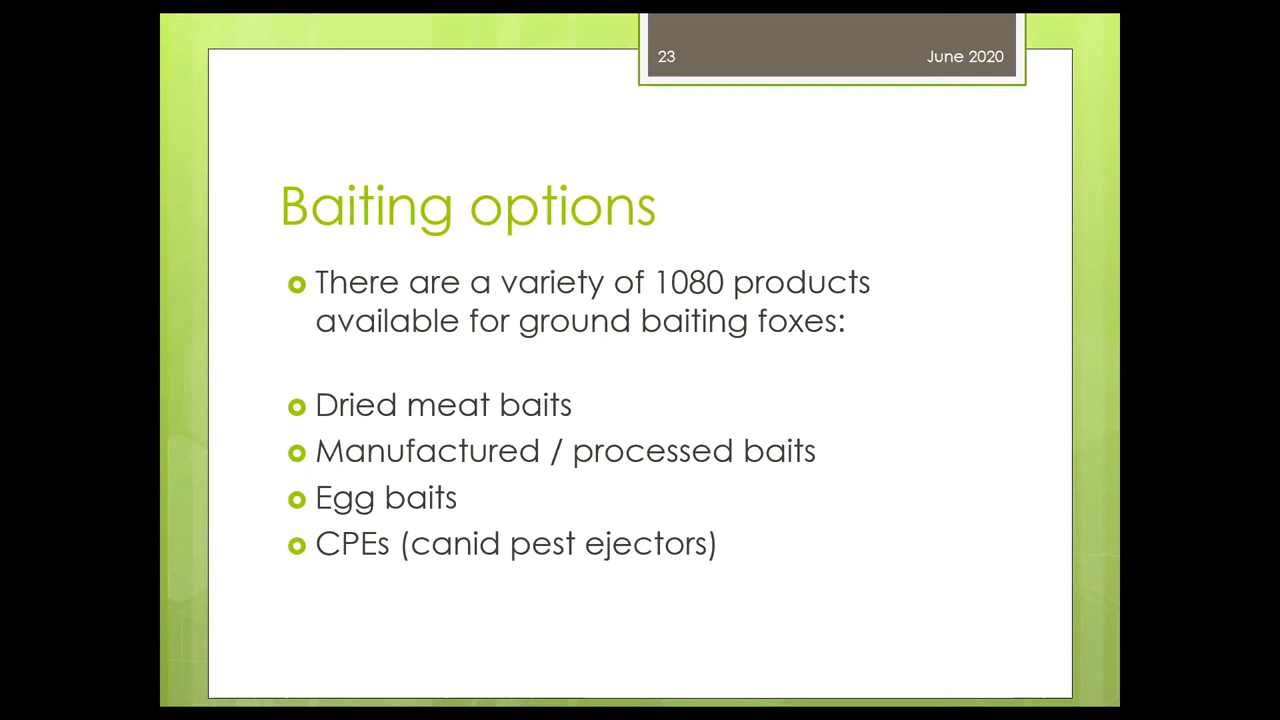 23 June 2020
Baiting options
There are a variety of 1080 products
available for ground baiting foxes:
Dried meat baits
Manufactured / processed baits
Egg baits
CPEs (canid pest ejectors)